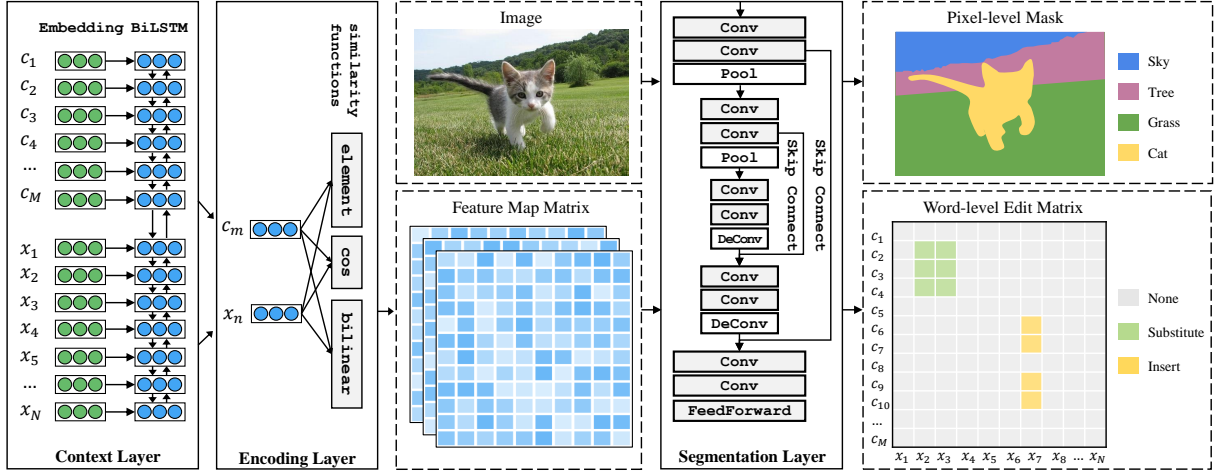 Embedding BiLSTM
c1
c2
c3
c4
...
cM
x1
x2
x3
x4
x5
...
xN
Context Layer
similarity
functions
cm
xn
element
cos
bilinear
Encoding Layer
Image
Feature Map Matrix
Conv
Conv
Pool
Conv
Conv
Pool
Conv
Conv
DeConv
Conv
Conv
DeConv
Conv
Conv
FeedForward
Skip Connect
Skip Connect
Segmentation Layer
Pixel-level Mask
Sky
Tree
Grass
Cat
Word-level Edit Matrix
c1
c2
c3
c4
c5
c6
c7
c8
c9
c10
...
cM
x1 x2 x3 x4 x5 x6 x7 x8 ... xN
None
Substitute
Insert